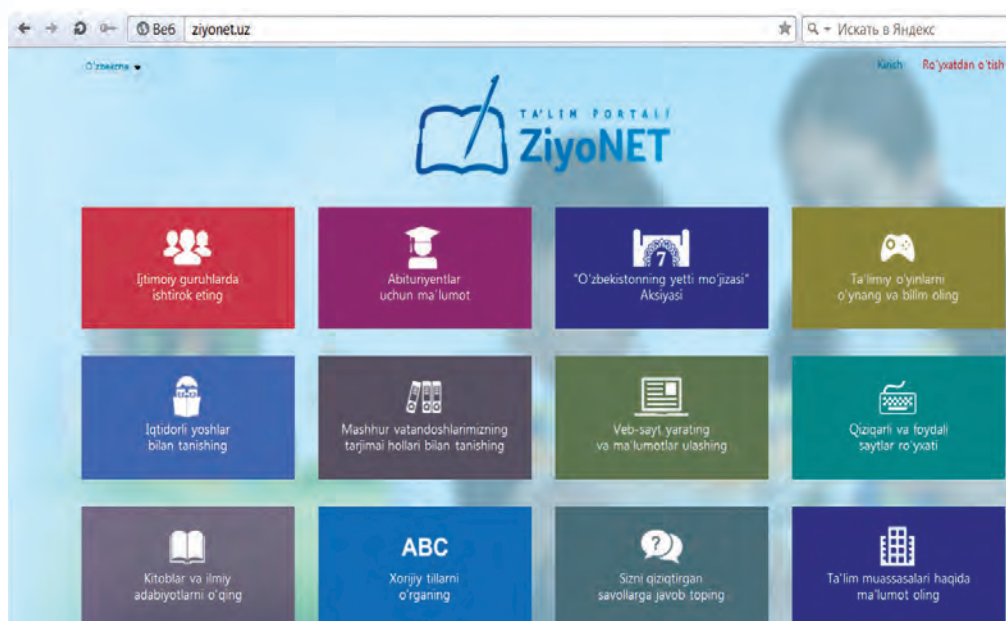 Веб ziyonet.uz
Искать в Яндекс
O'zbekcha
Kirish Ro'yxatdan o'tish
TA'LIM PORTALI
ZiyoNET
Ijtimoiy guruhlarda
ishtirok eting
Abituriyentlar
uchun ma'lumot
7
"O'zbekistonning yetti mo'jizasi"
Aksiyasi
Ta'limiy o'yinlarni
o'ynang va bilim oling
Iqtidorli yoshlar
bilan tanishing
Mashhur vatandoshlarimizning
tarjimai hollari bilan tanishing
Veb-sayt yarating
va ma'lumotlar ulashing
Qiziqarli va foydali
saytlar ro'yxati
Kitoblar va ilmiy
adabiyotlarni o'qing
ABC
Xorijiy tillarni
o'rganing
?
Sizni qiziqtirgan
savollarga javob toping
Ta'lim muassasalari haqida
ma'lumot oling